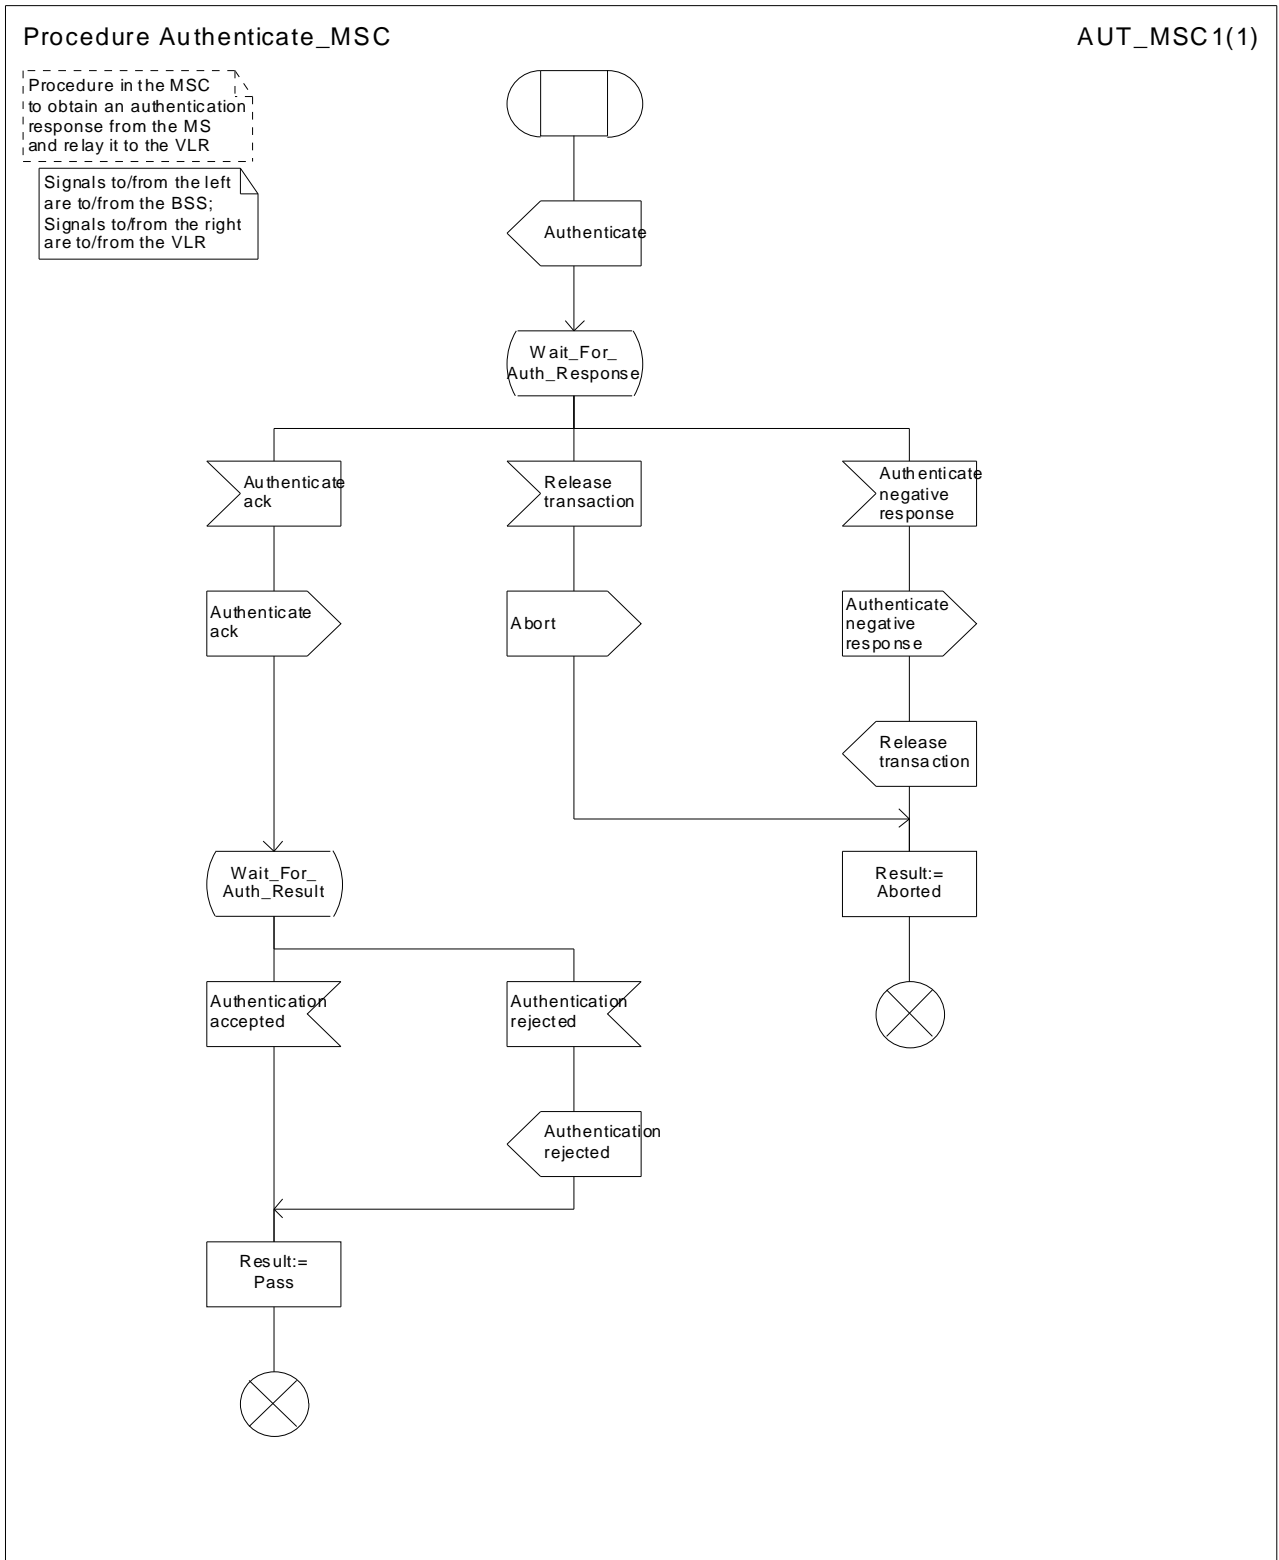 Procedure Authenticate_MSC
AUT_MSC1(1)
Procedure in the MSC
to obtain an authentication
response from the MS
and relay it to the VLR
Signals to/from the left
are to/from the BSS;
Signals to/from the right
are to/from the VLR
Authenticate
Wait_For_
Auth_Response
Authenticate
ack
Release
transaction
Authenticate
negative
response
Authenticate
ack
Abort
Authenticate
negative
response
Release
transaction
Wait_For_
Auth_Result
Result:=
Aborted
Authentication
accepted
Authentication
rejected
Authentication
rejected
Result:=
Pass